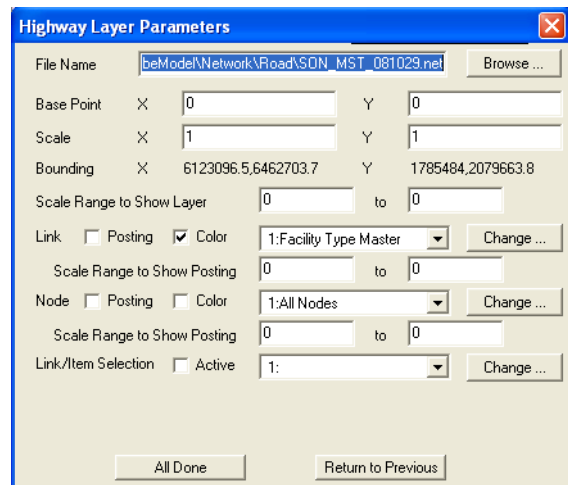 Highway Layer Parameters
File Name beModel\Network\Road\SON_MST_081029.net Browse ...
Base Point X 0 Y 0
Scale X 1 Y 1
Bounding X 6123096.5,6462703.7 Y 1785484,2079663.8
Scale Range to Show Layer 0 to 0
Link Posting Color 1:Facility Type Master Change ...
Scale Range to Show Posting 0 to 0
Node Posting Color 1:All Nodes Change ...
Scale Range to Show Posting 0 to 0
Link/Item Selection Active 1: Change ...
All Done Return to Previous